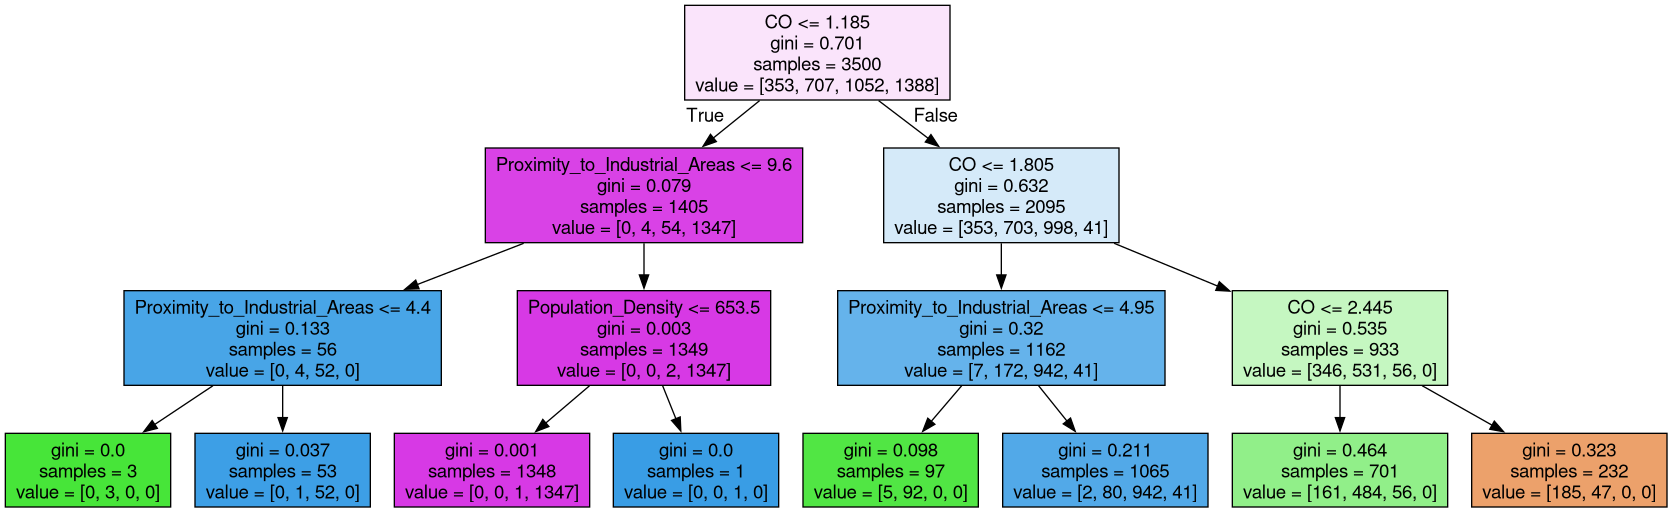 CO <= 1.185
gini = 0.701
samples = 3500
value = [353, 707, 1052, 1388]
True
False
Proximity_to_Industrial_Areas <= 9.6
gini = 0.079
samples = 1405
value = [0, 4, 54, 1347]
CO <= 1.805
gini = 0.632
samples = 2095
value = [353, 703, 998, 41]
Proximity_to_Industrial_Areas <= 4.4
gini = 0.133
samples = 56
value = [0, 4, 52, 0]
Population_Density <= 653.5
gini = 0.003
samples = 1349
value = [0, 0, 2, 1347]
Proximity_to_Industrial_Areas <= 4.95
gini = 0.32
samples = 1162
value = [7, 172, 942, 41]
CO <= 2.445
gini = 0.535
samples = 933
value = [346, 531, 56, 0]
gini = 0.0
samples = 3
value = [0, 3, 0, 0]
gini = 0.037
samples = 53
value = [0, 1, 52, 0]
gini = 0.001
samples = 1348
value = [0, 0, 1, 1347]
gini = 0.0
samples = 1
value = [0, 0, 1, 0]
gini = 0.098
samples = 97
value = [5, 92, 0, 0]
gini = 0.211
samples = 1065
value = [2, 80, 942, 41]
gini = 0.464
samples = 701
value = [161, 484, 56, 0]
gini = 0.323
samples = 232
value = [185, 47, 0, 0]